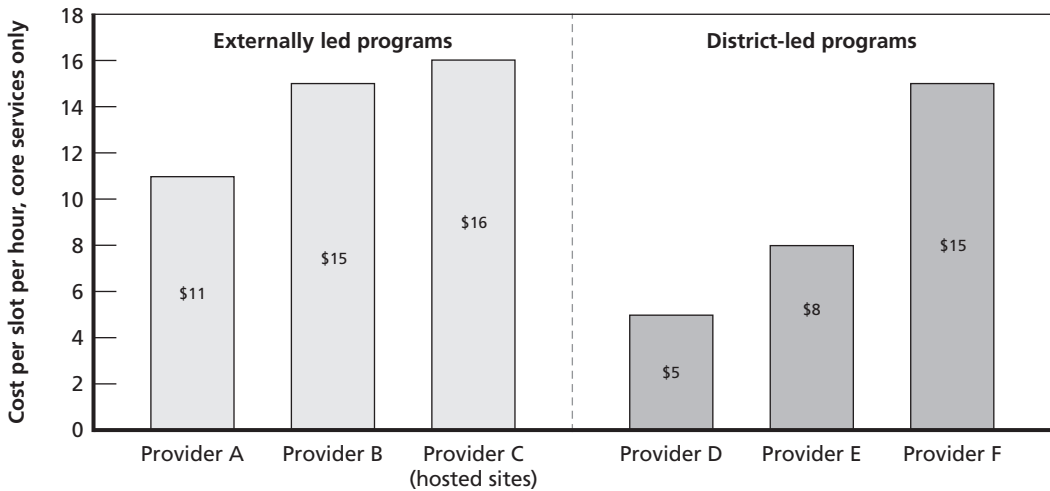 Cost per slot per hour, core services only
18
16
14
12
10
8
6
4
2
0
Externally led programs
District-led programs
$11
$15
$16
$5
$8
$15
Provider A
Provider B
Provider C
(hosted sites)
Provider D
Provider E
Provider F